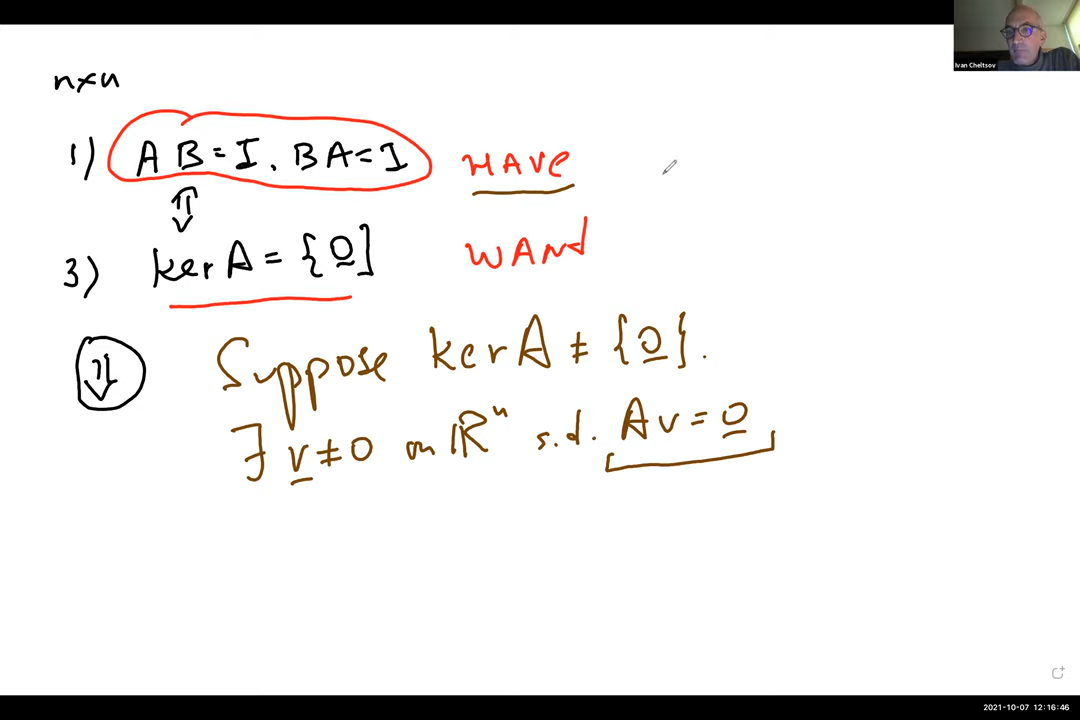 Ivan Cheltsov
n×n
1) AB=I, BA=I HAVE
⇕
3) ker A = {0} WANT
⇓ Suppose ker A ≠ {0}.
∃ v≠0 in ℝⁿ s.t. Av = 0
2021-10-07 12:16:46